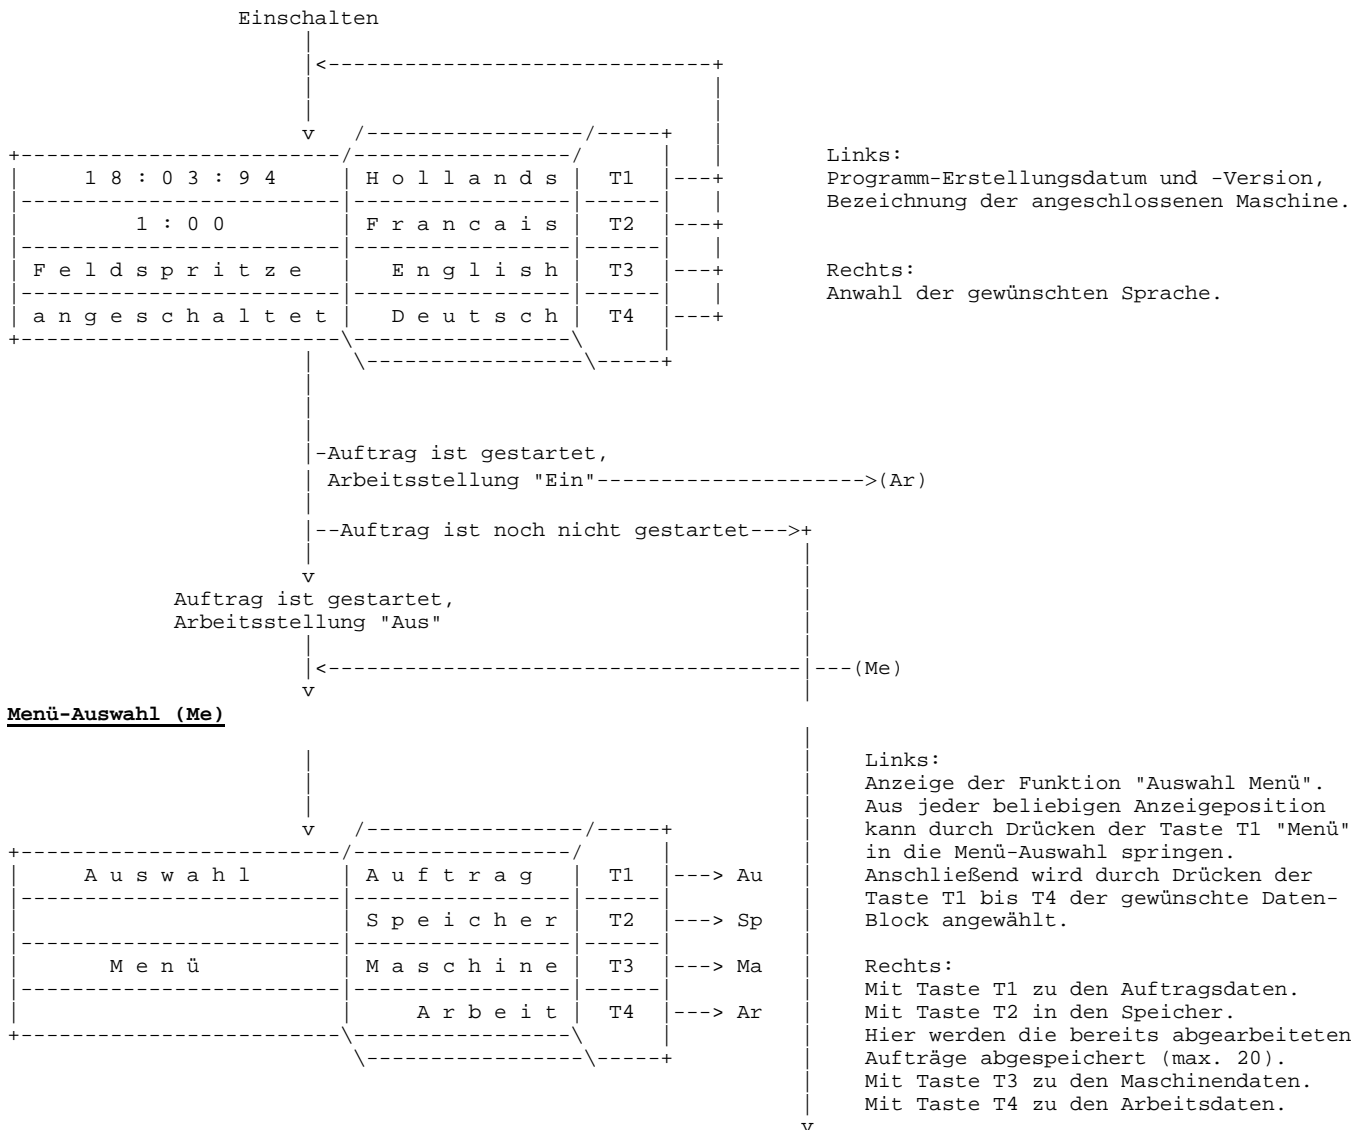 Einschalten
18:03:94 Hollands T1
1:00 Francais T2
Feldspritze English T3
angeschaltet Deutsch T4
Links:
Programm-Erstellungsdatum und -Version,
Bezeichnung der angeschlossenen Maschine.
Rechts:
Anwahl der gewünschten Sprache.
-Auftrag ist gestartet,
Arbeitsstellung "Ein"--------------------->(Ar)
--Auftrag ist noch nicht gestartet--->+
Auftrag ist gestartet,
Arbeitsstellung "Aus"
---(Me)
Menü-Auswahl (Me)
Auswahl Auftrag T1 ---> Au
Speicher T2 ---> Sp
Menü Maschine T3 ---> Ma
Arbeit T4 ---> Ar
Links:
Anzeige der Funktion "Auswahl Menü".
Aus jeder beliebigen Anzeigeposition
kann durch Drücken der Taste T1 "Menü"
in die Menü-Auswahl springen.
Anschließend wird durch Drücken der
Taste T1 bis T4 der gewünschte Daten-
Block angewählt.
Rechts:
Mit Taste T1 zu den Auftragsdaten.
Mit Taste T2 in den Speicher.
Hier werden die bereits abgearbeiteten
Aufträge abgespeichert (max. 20).
Mit Taste T3 zu den Maschinendaten.
Mit Taste T4 zu den Arbeitsdaten.